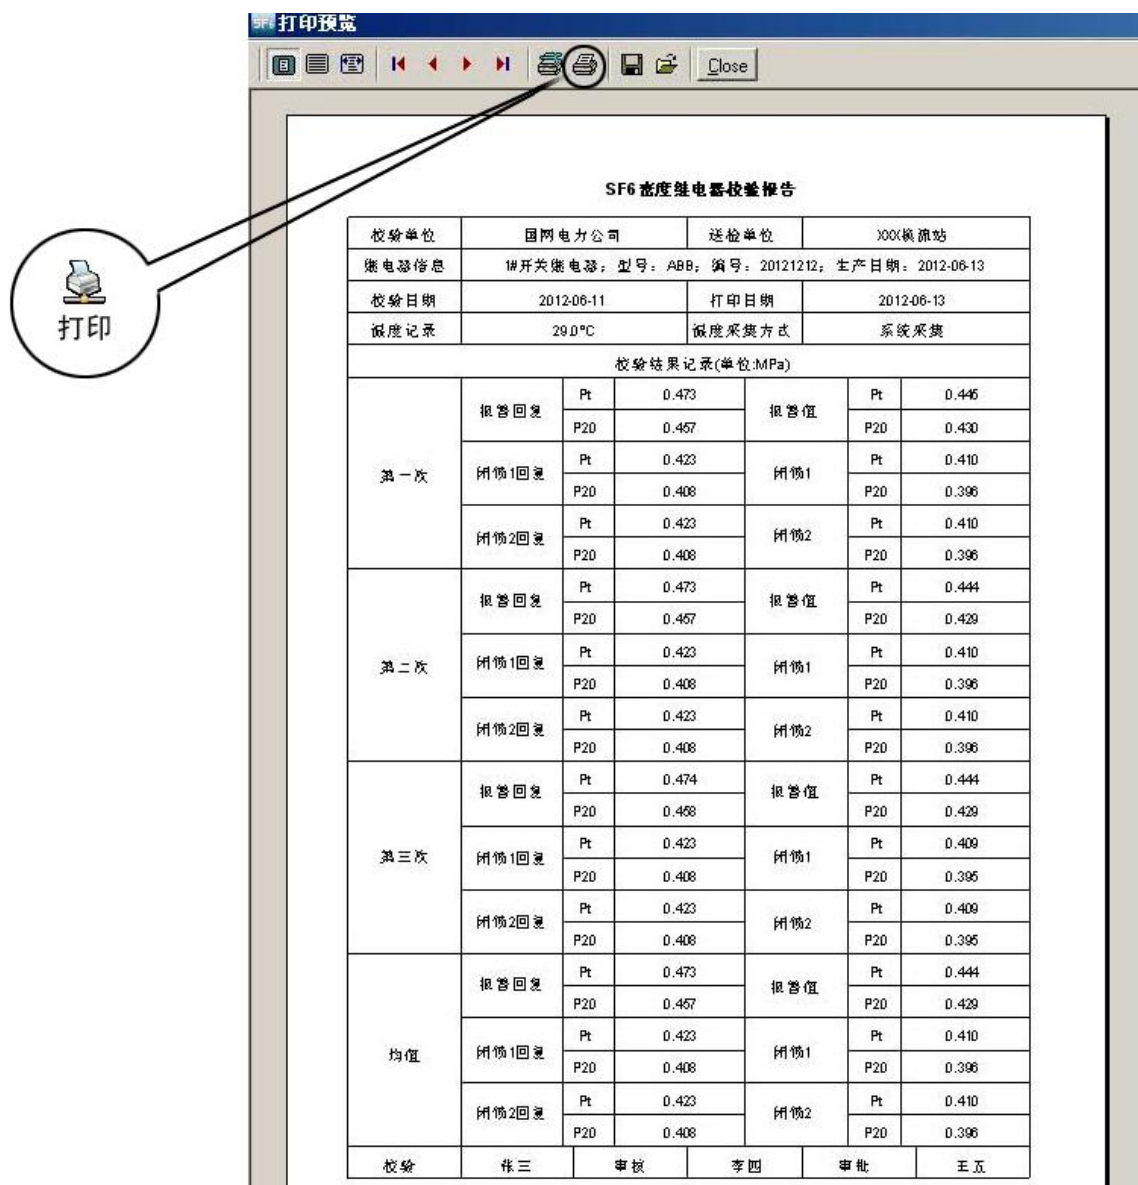 SF6 打印预览
Close
打印
SF6密度继电器校验报告
校验单位 国网电力公司 送检单位 XXX模源站
继电器信息 1#开关继电器；型号：ABB；编号：20121212；生产日期：2012-06-13
校验日期 2012-06-11 打印日期 2012-06-13
温度记录 29.0°C 温度采集方式 系统采集
校验结果记录(单位:MPa)
第一次 报警回复 Pt 0.473 报警值 Pt 0.445
P20 0.457 P20 0.430
闭锁1回复 Pt 0.423 闭锁1 Pt 0.410
P20 0.408 P20 0.396
闭锁2回复 Pt 0.423 闭锁2 Pt 0.410
P20 0.408 P20 0.396
第二次 报警回复 Pt 0.473 报警值 Pt 0.444
P20 0.457 P20 0.429
闭锁1回复 Pt 0.423 闭锁1 Pt 0.410
P20 0.408 P20 0.396
闭锁2回复 Pt 0.423 闭锁2 Pt 0.410
P20 0.408 P20 0.396
第三次 报警回复 Pt 0.474 报警值 Pt 0.444
P20 0.458 P20 0.429
闭锁1回复 Pt 0.423 闭锁1 Pt 0.409
P20 0.408 P20 0.395
闭锁2回复 Pt 0.423 闭锁2 Pt 0.409
P20 0.408 P20 0.395
均值 报警回复 Pt 0.473 报警值 Pt 0.444
P20 0.457 P20 0.429
闭锁1回复 Pt 0.423 闭锁1 Pt 0.410
P20 0.408 P20 0.396
闭锁2回复 Pt 0.423 闭锁2 Pt 0.410
P20 0.408 P20 0.396
校验 张三 审核 李四 审批 王五